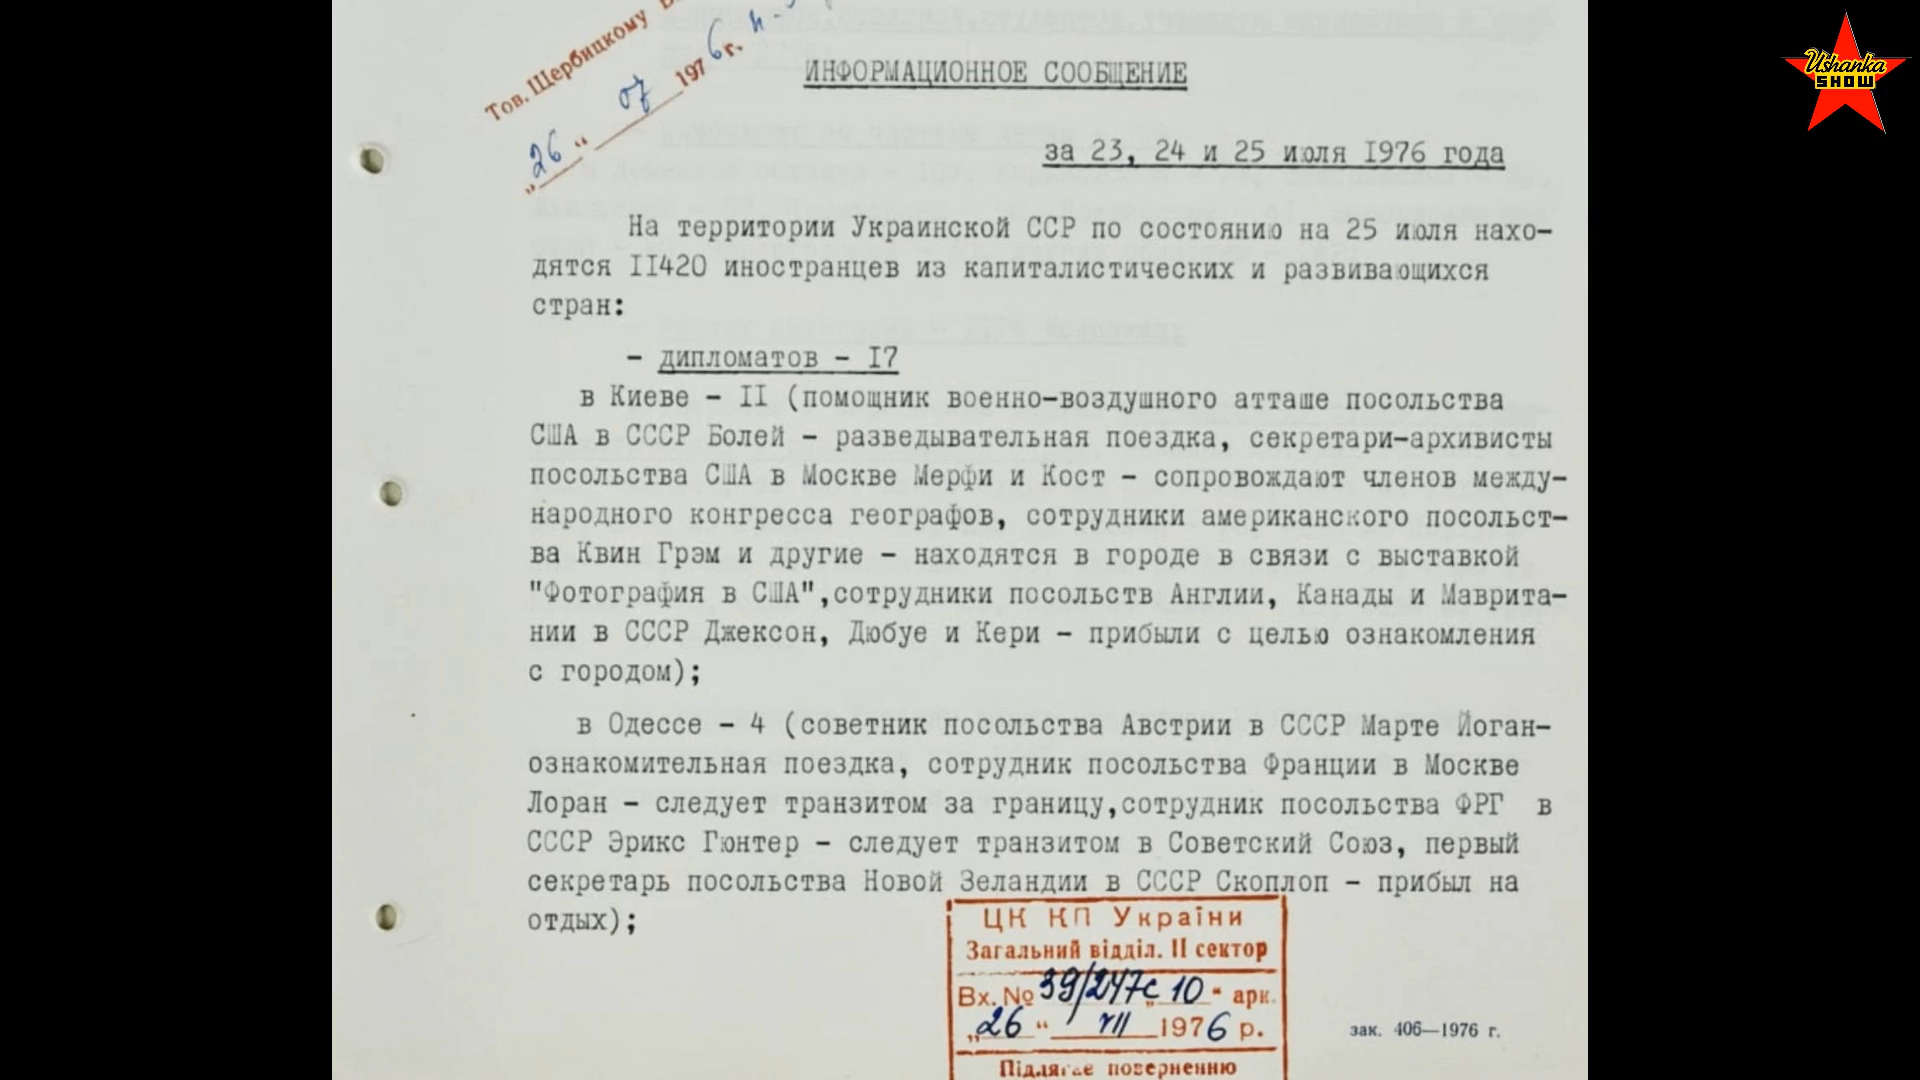 Тов. Щербицкому
"26" 07 1976 г.
ИНФОРМАЦИОННОЕ СООБЩЕНИЕ
за 23, 24 и 25 июля 1976 года
На территории Украинской ССР по состоянию на 25 июля нахо-
дятся II420 иностранцев из капиталистических и развивающихся
стран:
- дипломатов - I7
в Киеве - II (помощник военно-воздушного атташе посольства
США в СССР Болей - разведывательная поездка, секретари-архивисты
посольства США в Москве Мерфи и Кост - сопровождают членов между-
народного конгресса географов, сотрудники американского посольст-
ва Квин Грэм и другие - находятся в городе в связи с выставкой
"Фотография в США",сотрудники посольств Англии, Канады и Маврита-
нии в СССР Джексон, Дюбуе и Кери - прибыли с целью ознакомления
с городом);
в Одессе - 4 (советник посольства Австрии в СССР Марте Йоган-
ознакомительная поездка, сотрудник посольства Франции в Москве
Лоран - следует транзитом за границу,сотрудник посольства ФРГ в
СССР Эрикс Гюнтер - следует транзитом в Советский Союз, первый
секретарь посольства Новой Зеландии в СССР Скоплоп - прибыл на
отдых);
ЦК КП України
Загальний відділ. II сектор
Вх. № 39/247с "10" арк.
"26" VII 1976 р.
Підлягає поверненню
зак. 406—1976 г.
Ushanka
SHOW